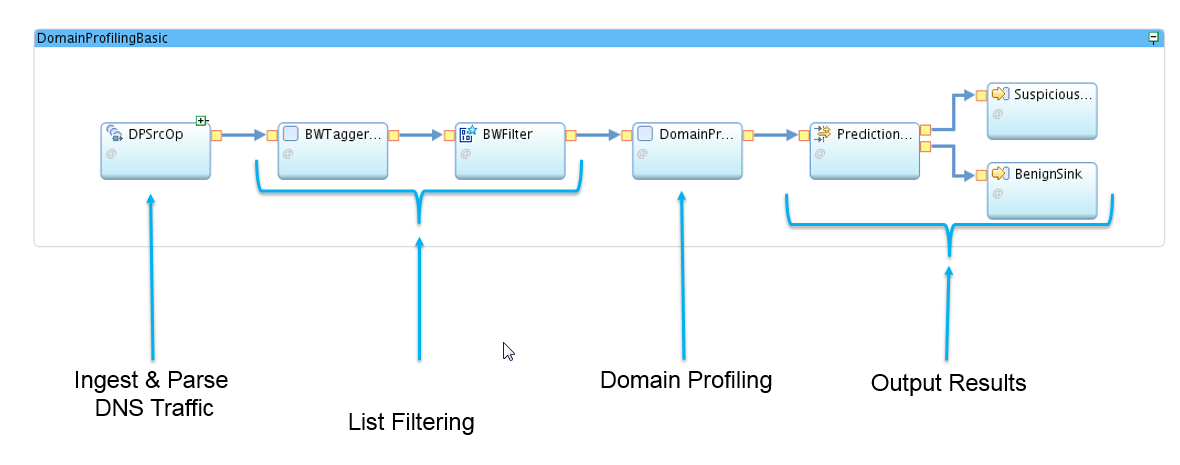 DomainProfilingBasic
DPSrcOp
@
BWTagger...
@
BWFilter
@
DomainPr...
@
Prediction...
@
Suspicious...
@
BenignSink
@
Ingest & Parse
DNS Traffic
List Filtering
Domain Profiling
Output Results